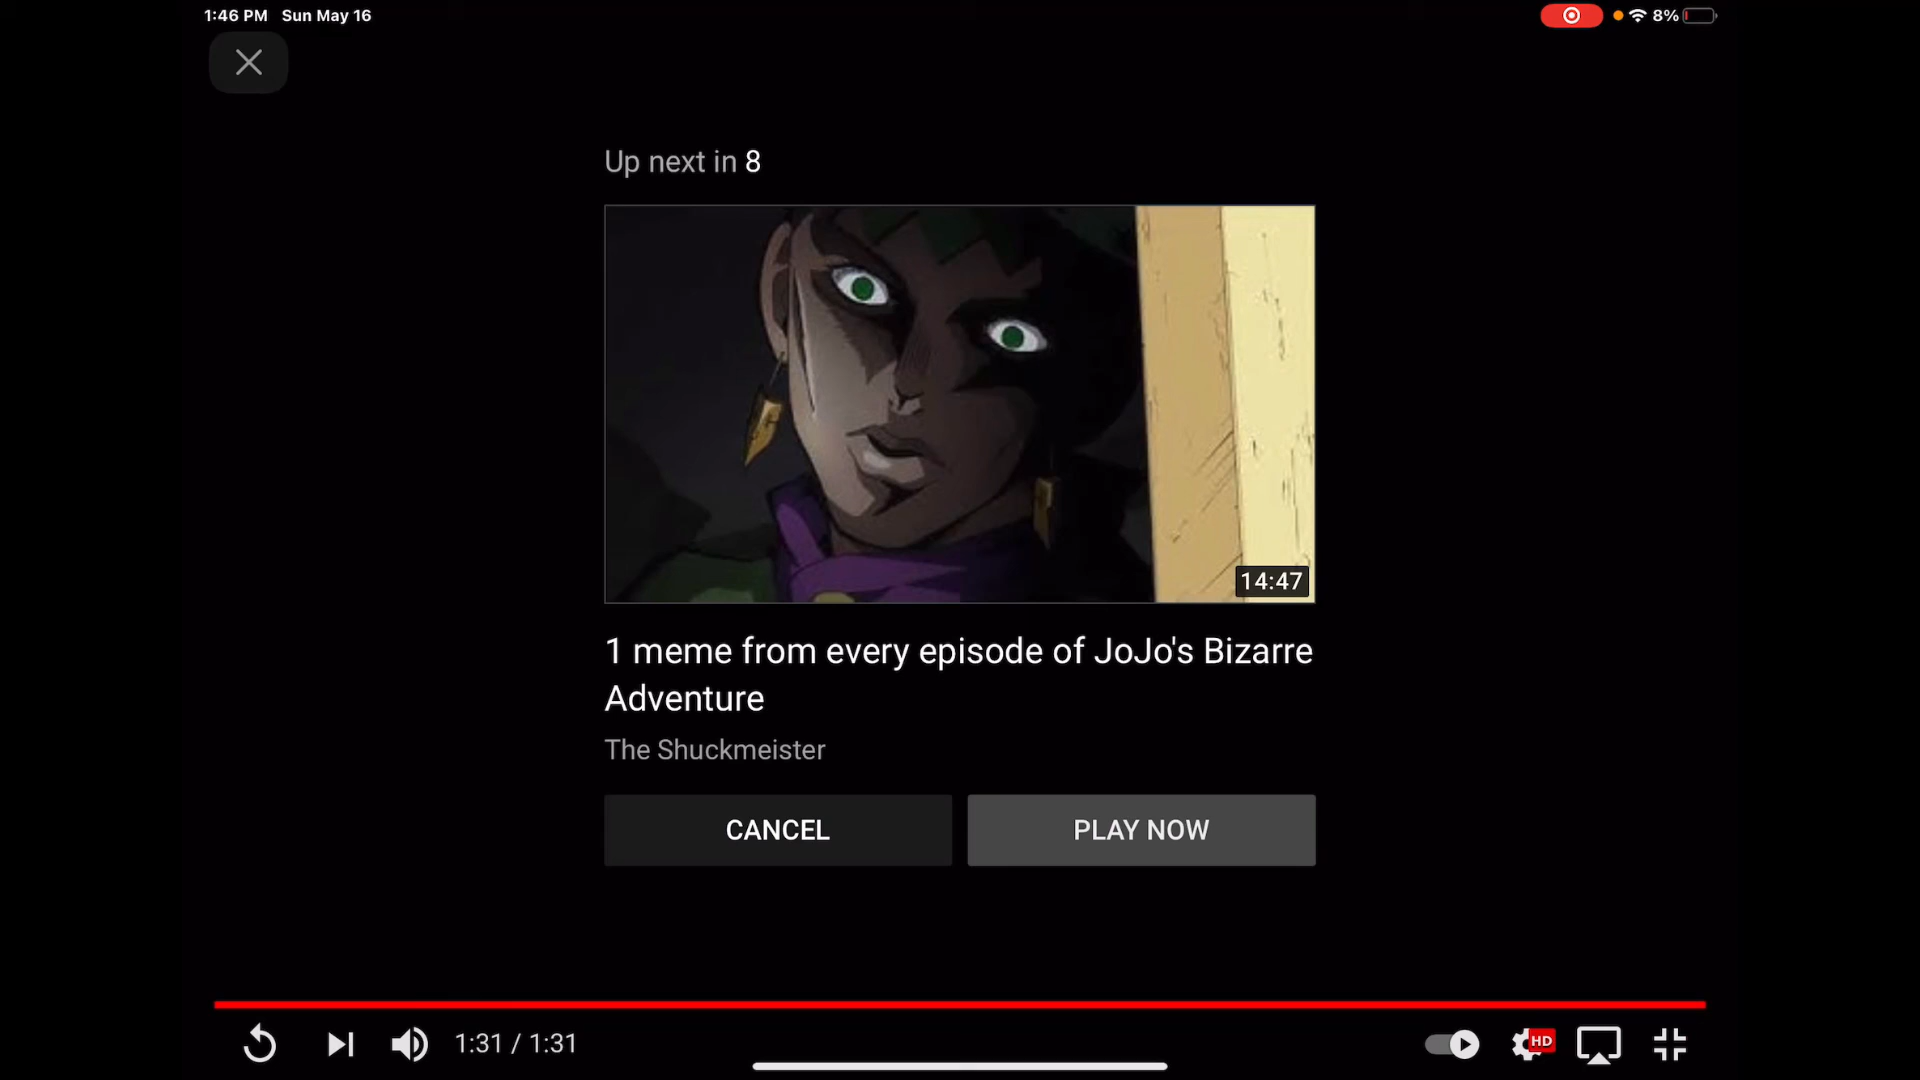 1:46 PM Sun May 16
8%
Up next in 8
14:47
1 meme from every episode of JoJo's Bizarre
Adventure
The Shuckmeister
CANCEL
PLAY NOW
1:31 / 1:31
HD